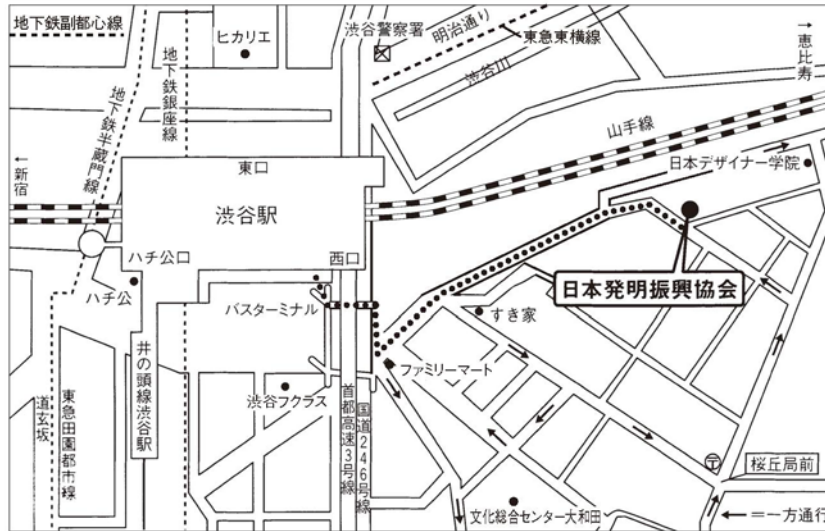 地下鉄副都心線
地下鉄銀座線
ヒカリエ
渋谷警察署
明治通り
東急東横線
渋谷川
→恵比寿
地下鉄半蔵門線
←新宿
東口
渋谷駅
山手線
日本デザイナー学院
ハチ公口
西口
ハチ公
バスターミナル
日本発明振興協会
すき家
井の頭線渋谷駅
ファミリーマート
渋谷フクラス
道玄坂
東急田園都市線
首都高速3号線
国道246号線
桜丘局前
文化総合センター大和田
←=一方通行